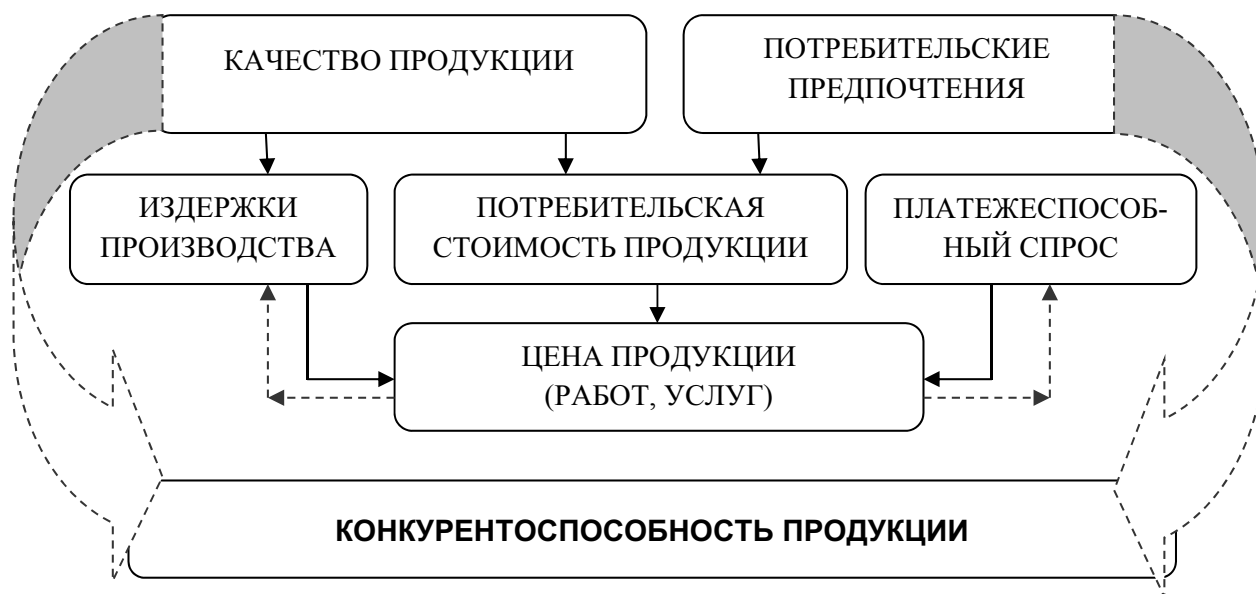 КАЧЕСТВО ПРОДУКЦИИ
ПОТРЕБИТЕЛЬСКИЕ
ПРЕДПОЧТЕНИЯ
ИЗДЕРЖКИ
ПРОИЗВОДСТВА
ПОТРЕБИТЕЛЬСКАЯ
СТОИМОСТЬ ПРОДУКЦИИ
ПЛАТЕЖЕСПОСОБ-
НЫЙ СПРОС
ЦЕНА ПРОДУКЦИИ
(РАБОТ, УСЛУГ)
КОНКУРЕНТОСПОСОБНОСТЬ ПРОДУКЦИИ